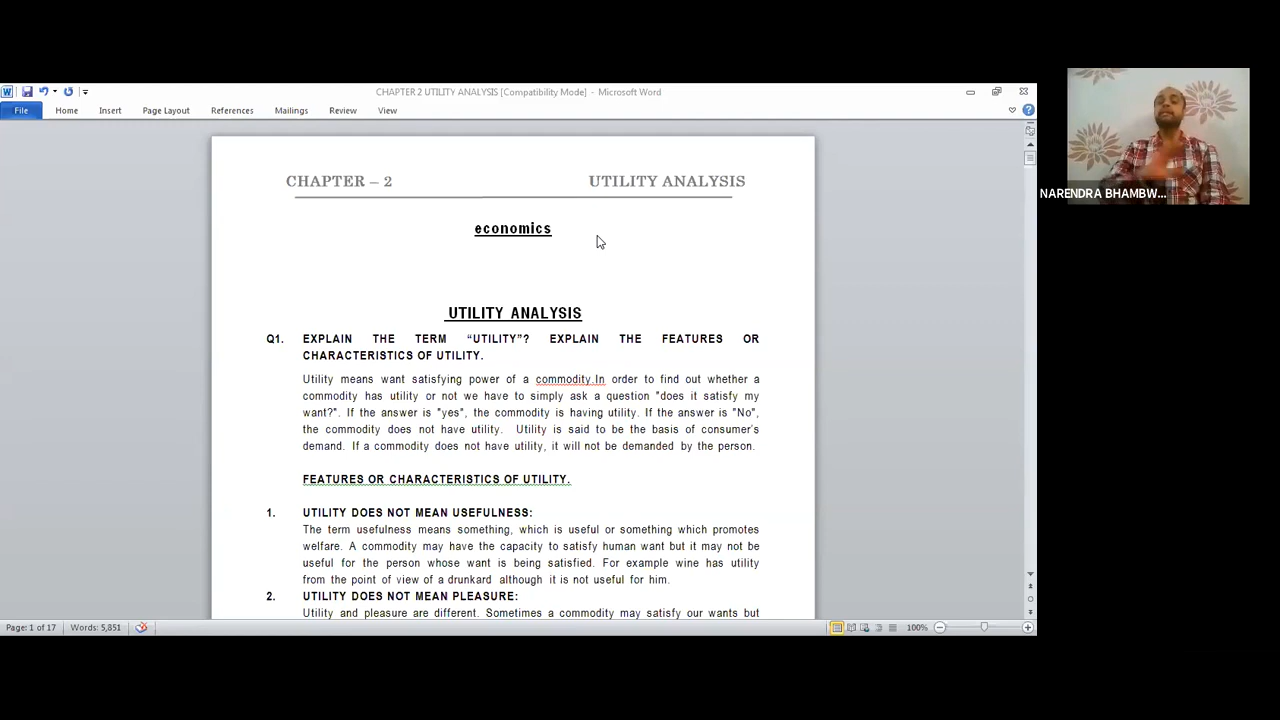 CHAPTER 2 UTILITY ANALYSIS [Compatibility Mode] - Microsoft Word
File Home Insert Page Layout References Mailings Review View
CHAPTER – 2 UTILITY ANALYSIS
economics
UTILITY ANALYSIS
Q1. EXPLAIN THE TERM “UTILITY”? EXPLAIN THE FEATURES OR
CHARACTERISTICS OF UTILITY.
Utility means want satisfying power of a commodity.In order to find out whether a
commodity has utility or not we have to simply ask a question "does it satisfy my
want?". If the answer is "yes", the commodity is having utility. If the answer is "No",
the commodity does not have utility. Utility is said to be the basis of consumer's
demand. If a commodity does not have utility, it will not be demanded by the person.
FEATURES OR CHARACTERISTICS OF UTILITY.
1. UTILITY DOES NOT MEAN USEFULNESS:
The term usefulness means something, which is useful or something which promotes
welfare. A commodity may have the capacity to satisfy human want but it may not be
useful for the person whose want is being satisfied. For example wine has utility
from the point of view of a drunkard although it is not useful for him.
2. UTILITY DOES NOT MEAN PLEASURE:
Utility and pleasure are different. Sometimes a commodity may satisfy our wants but
Page: 1 of 17 Words: 5,851 100%
NARENDRA BHAMBW...